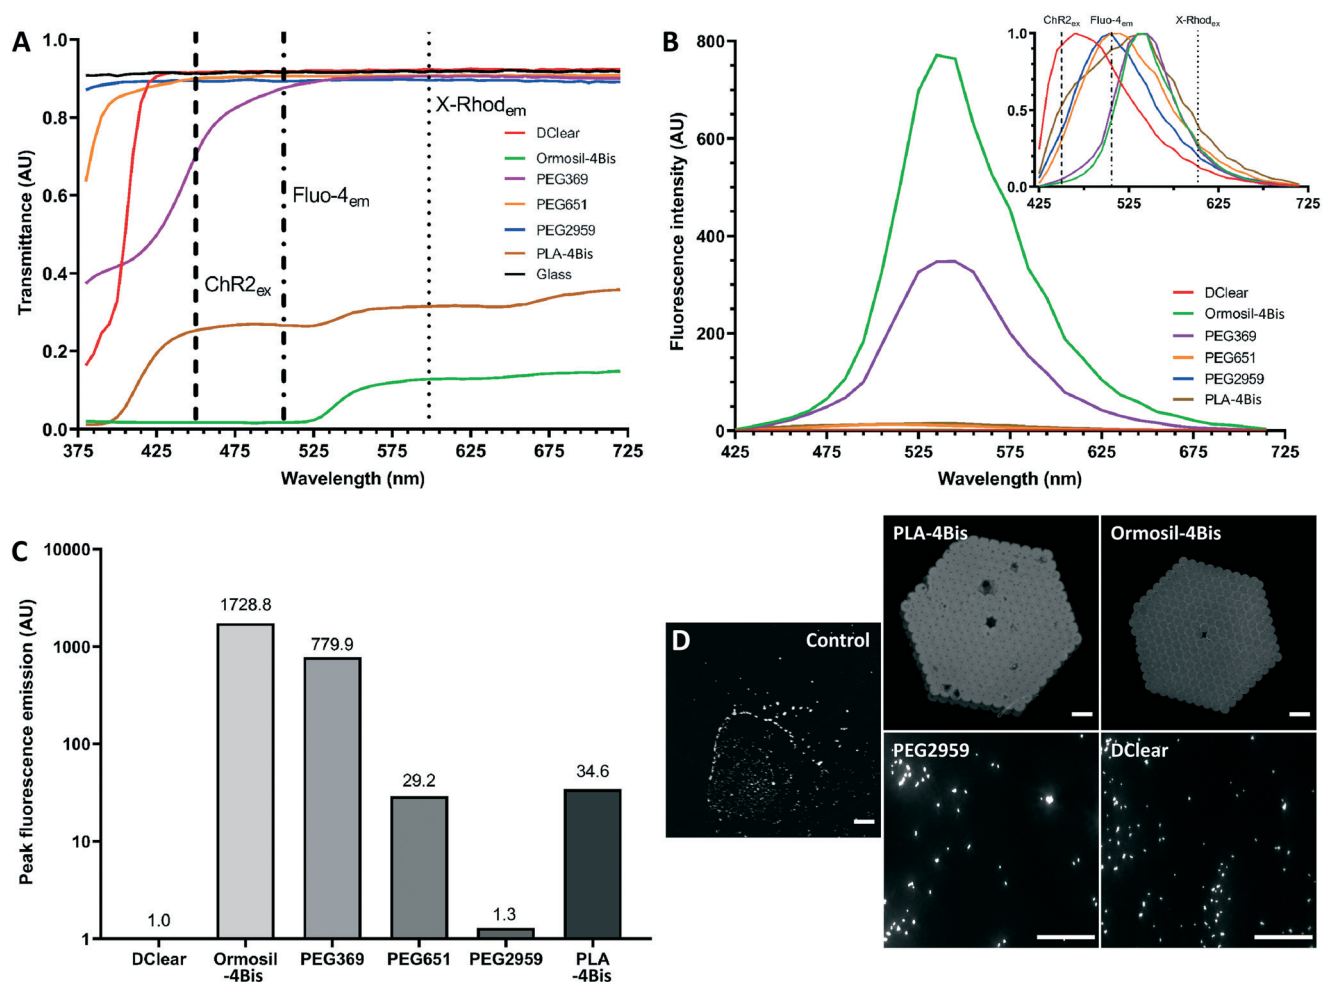 A
1.0
0.8
0.6
0.4
0.2
0.0
Transmittance (AU)
375
425
475
525
575
625
675
725
Wavelength (nm)
ChR2ex
Fluo-4em
X-Rhodem
DClear
Ormosil-4Bis
PEG369
PEG651
PEG2959
PLA-4Bis
Glass
B
800
600
400
200
0
Fluorescence intensity (AU)
425
475
525
575
625
675
725
Wavelength (nm)
ChR2ex
Fluo-4em
X-Rhodex
1.0
0.5
0.0
425
525
625
725
DClear
Ormosil-4Bis
PEG369
PEG651
PEG2959
PLA-4Bis
C
10000
1000
100
10
1
Peak fluorescence emission (AU)
1.0
1728.8
779.9
29.2
1.3
34.6
DClear
Ormosil
-4Bis
PEG369
PEG651
PEG2959
PLA
-4Bis
D
Control
PLA-4Bis
Ormosil-4Bis
PEG2959
DClear